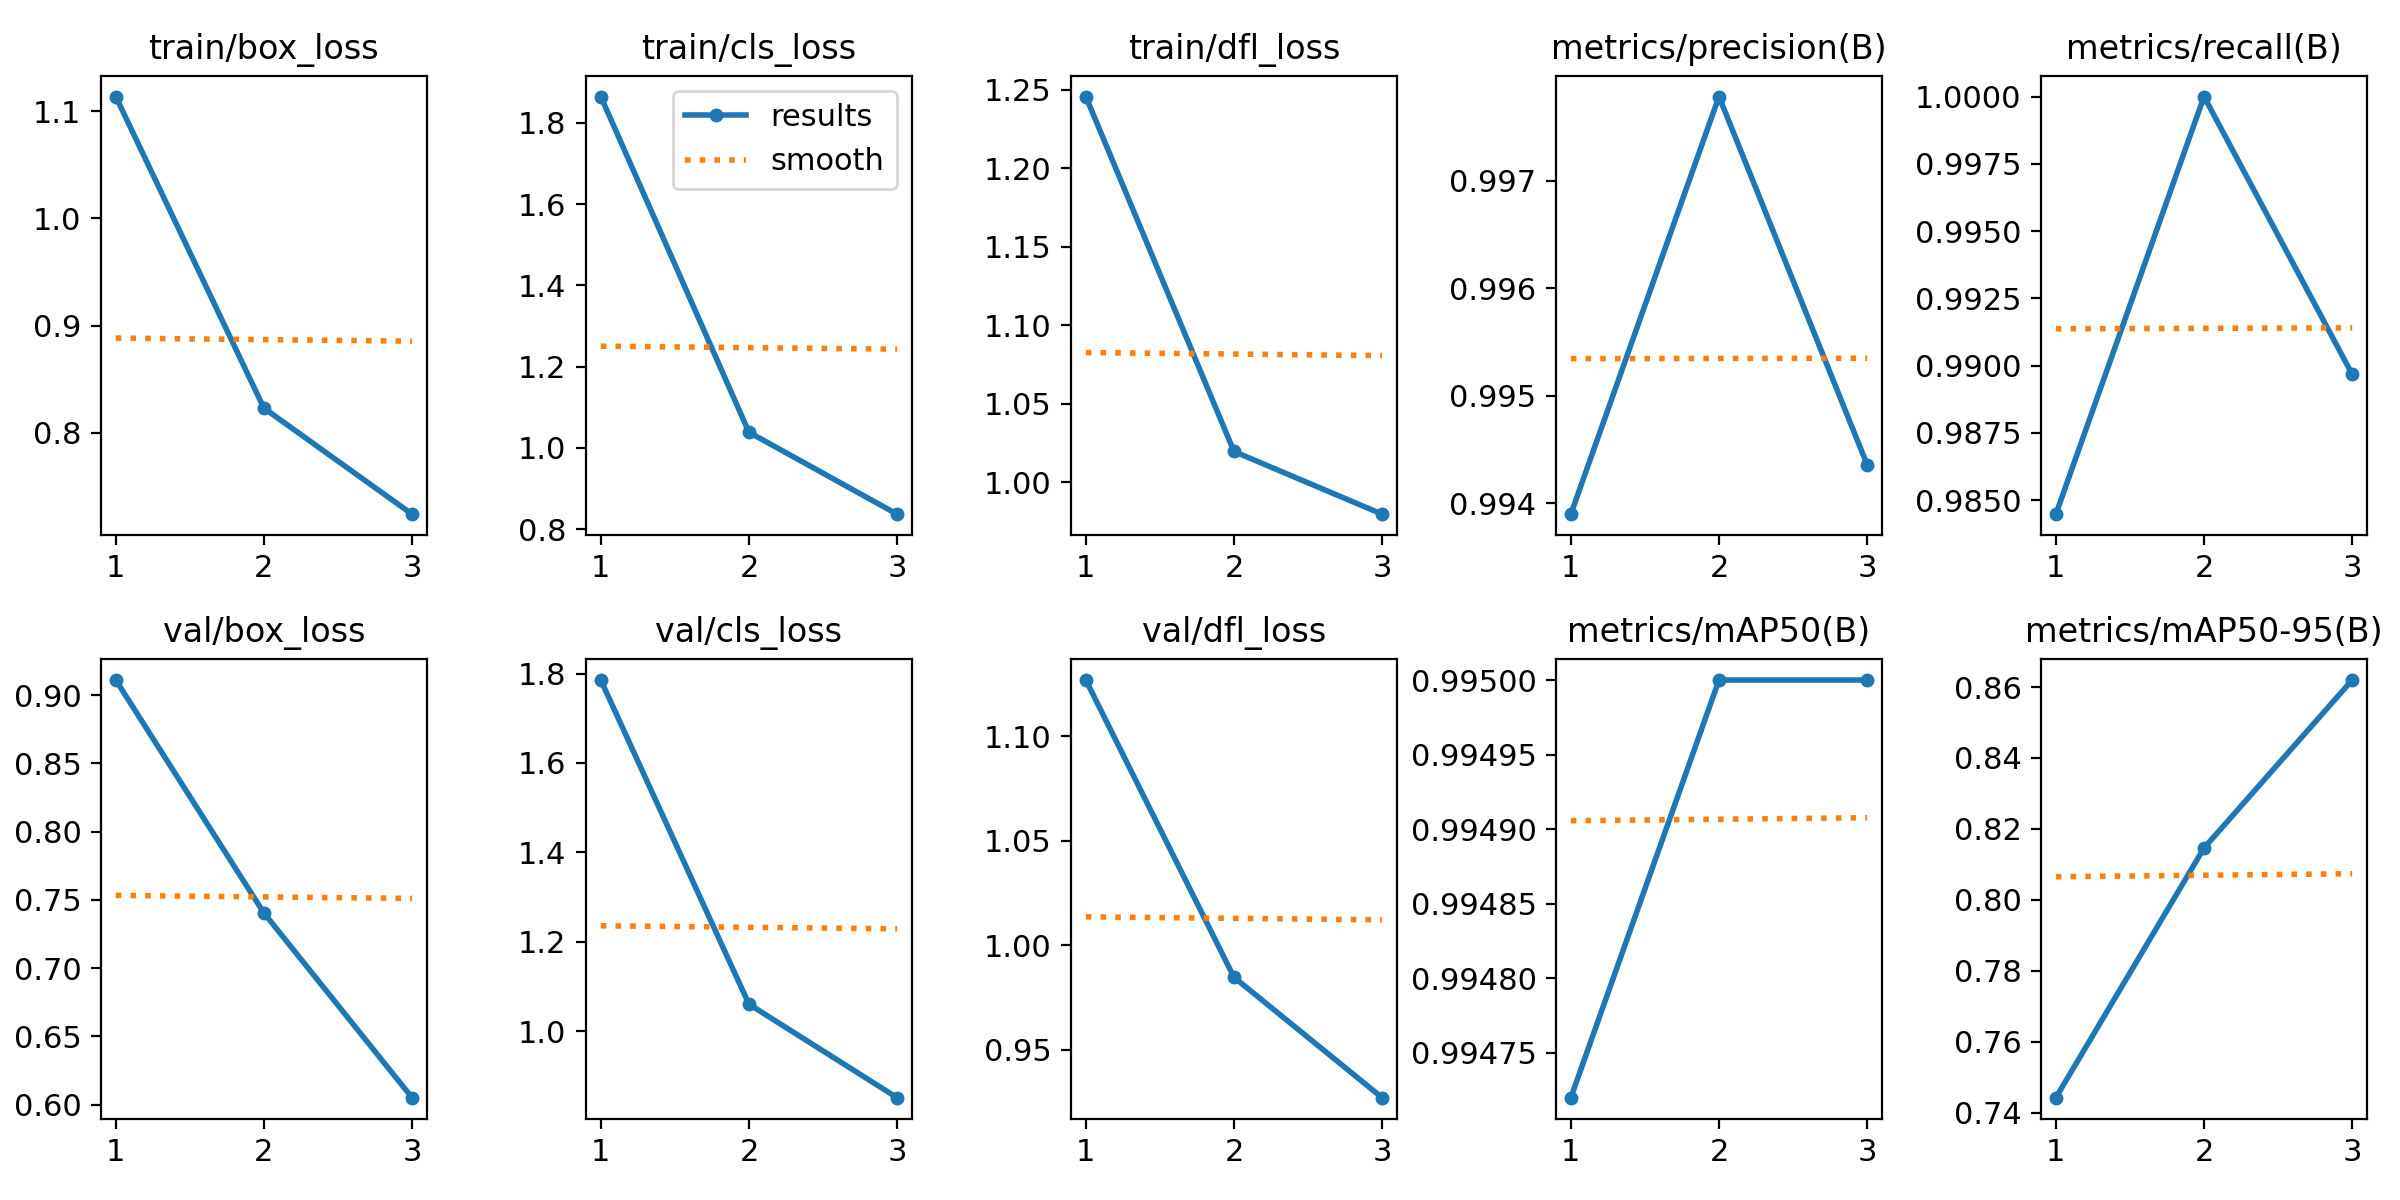 train/box_loss
1.1
1.0
0.9
0.8
1 2 3
train/cls_loss
results
smooth
1.8
1.6
1.4
1.2
1.0
0.8
1 2 3
train/dfl_loss
1.25
1.20
1.15
1.10
1.05
1.00
1 2 3
metrics/precision(B)
0.997
0.996
0.995
0.994
1 2 3
metrics/recall(B)
1.0000
0.9975
0.9950
0.9925
0.9900
0.9875
0.9850
1 2 3
val/box_loss
0.90
0.85
0.80
0.75
0.70
0.65
0.60
1 2 3
val/cls_loss
1.8
1.6
1.4
1.2
1.0
1 2 3
val/dfl_loss
1.10
1.05
1.00
0.95
1 2 3
metrics/mAP50(B)
0.99500
0.99495
0.99490
0.99485
0.99480
0.99475
1 2 3
metrics/mAP50-95(B)
0.86
0.84
0.82
0.80
0.78
0.76
0.74
1 2 3